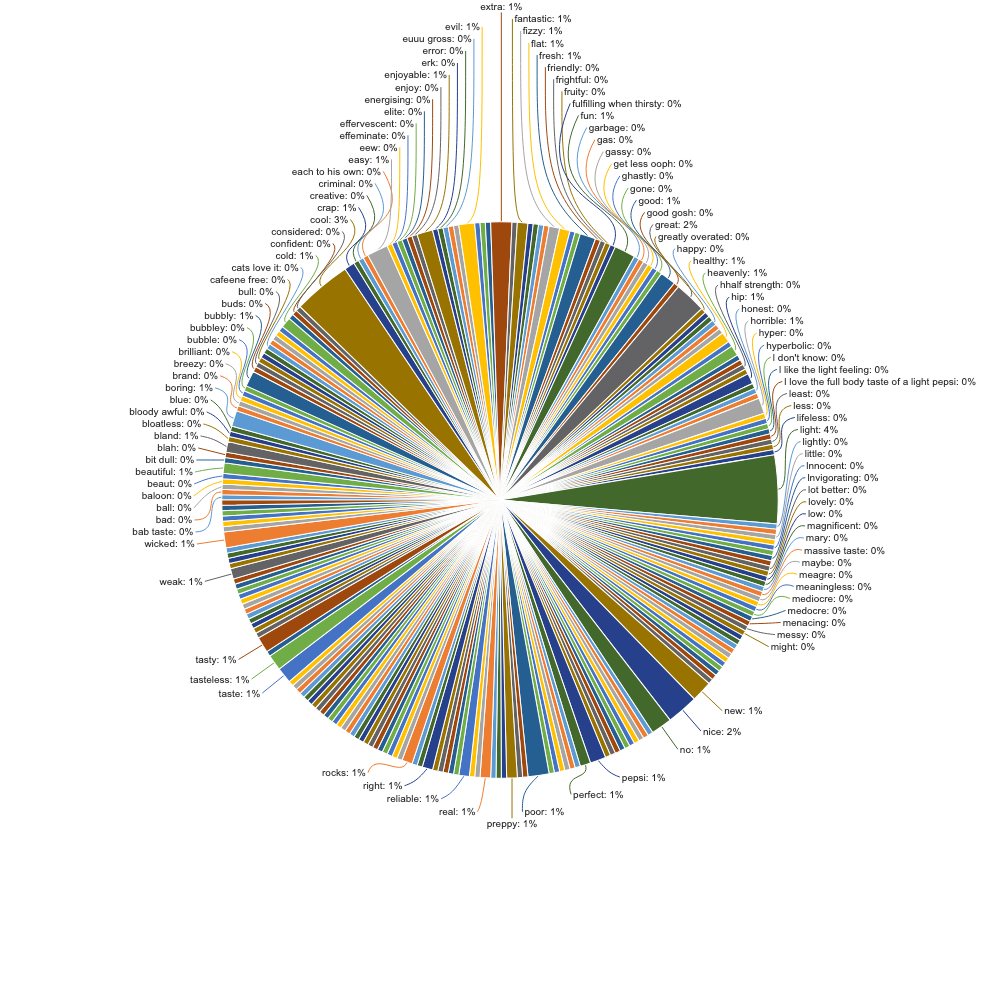 extra: 1%
fantastic: 1%
fizzy: 1%
flat: 1%
fresh: 1%
friendly: 0%
frightful: 0%
fruity: 0%
fulfilling when thirsty: 0%
fun: 1%
garbage: 0%
gas: 0%
gassy: 0%
get less ooph: 0%
ghastly: 0%
gone: 0%
good: 1%
good gosh: 0%
great: 2%
greatly overated: 0%
happy: 0%
healthy: 1%
heavenly: 1%
hhalf strength: 0%
hip: 1%
honest: 0%
horrible: 1%
hyper: 0%
hyperbolic: 0%
I don't know: 0%
I like the light feeling: 0%
I love the full body taste of a light pepsi: 0%
least: 0%
less: 0%
lifeless: 0%
light: 4%
lightly: 0%
little: 0%
Innocent: 0%
Invigorating: 0%
lot better: 0%
lovely: 0%
low: 0%
magnificent: 0%
mary: 0%
massive taste: 0%
maybe: 0%
meagre: 0%
meaningless: 0%
mediocre: 0%
medocre: 0%
menacing: 0%
messy: 0%
might: 0%
new: 1%
nice: 2%
no: 1%
pepsi: 1%
perfect: 1%
poor: 1%
preppy: 1%
real: 1%
reliable: 1%
right: 1%
rocks: 1%
taste: 1%
tasteless: 1%
tasty: 1%
weak: 1%
wicked: 1%
bab taste: 0%
bad: 0%
ball: 0%
baloon: 0%
beaut: 0%
beautiful: 1%
bit dull: 0%
blah: 0%
bland: 1%
bloatless: 0%
bloody awful: 0%
blue: 0%
boring: 1%
brand: 0%
breezy: 0%
brilliant: 0%
bubble: 0%
bubbley: 0%
bubbly: 1%
buds: 0%
bull: 0%
cafeene free: 0%
cats love it: 0%
cold: 1%
confident: 0%
considered: 0%
cool: 3%
crap: 1%
creative: 0%
criminal: 0%
each to his own: 0%
easy: 1%
eew: 0%
effeminate: 0%
effervescent: 0%
elite: 0%
energising: 0%
enjoy: 0%
enjoyable: 1%
erk: 0%
error: 0%
euuu gross: 0%
evil: 1%